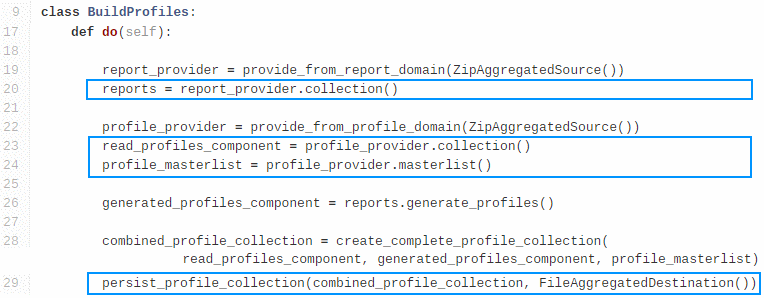 9 class BuildProfiles:
17 def do(self):
18
19 report_provider = provide_from_report_domain(ZipAggregatedSource())
20 reports = report_provider.collection()
21
22 profile_provider = provide_from_profile_domain(ZipAggregatedSource())
23 read_profiles_component = profile_provider.collection()
24 profile_masterlist = profile_provider.masterlist()
25
26 generated_profiles_component = reports.generate_profiles()
27
28 combined_profile_collection = create_complete_profile_collection(
read_profiles_component, generated_profiles_component, profile_masterlist)
29 persist_profile_collection(combined_profile_collection, FileAggregatedDestination())